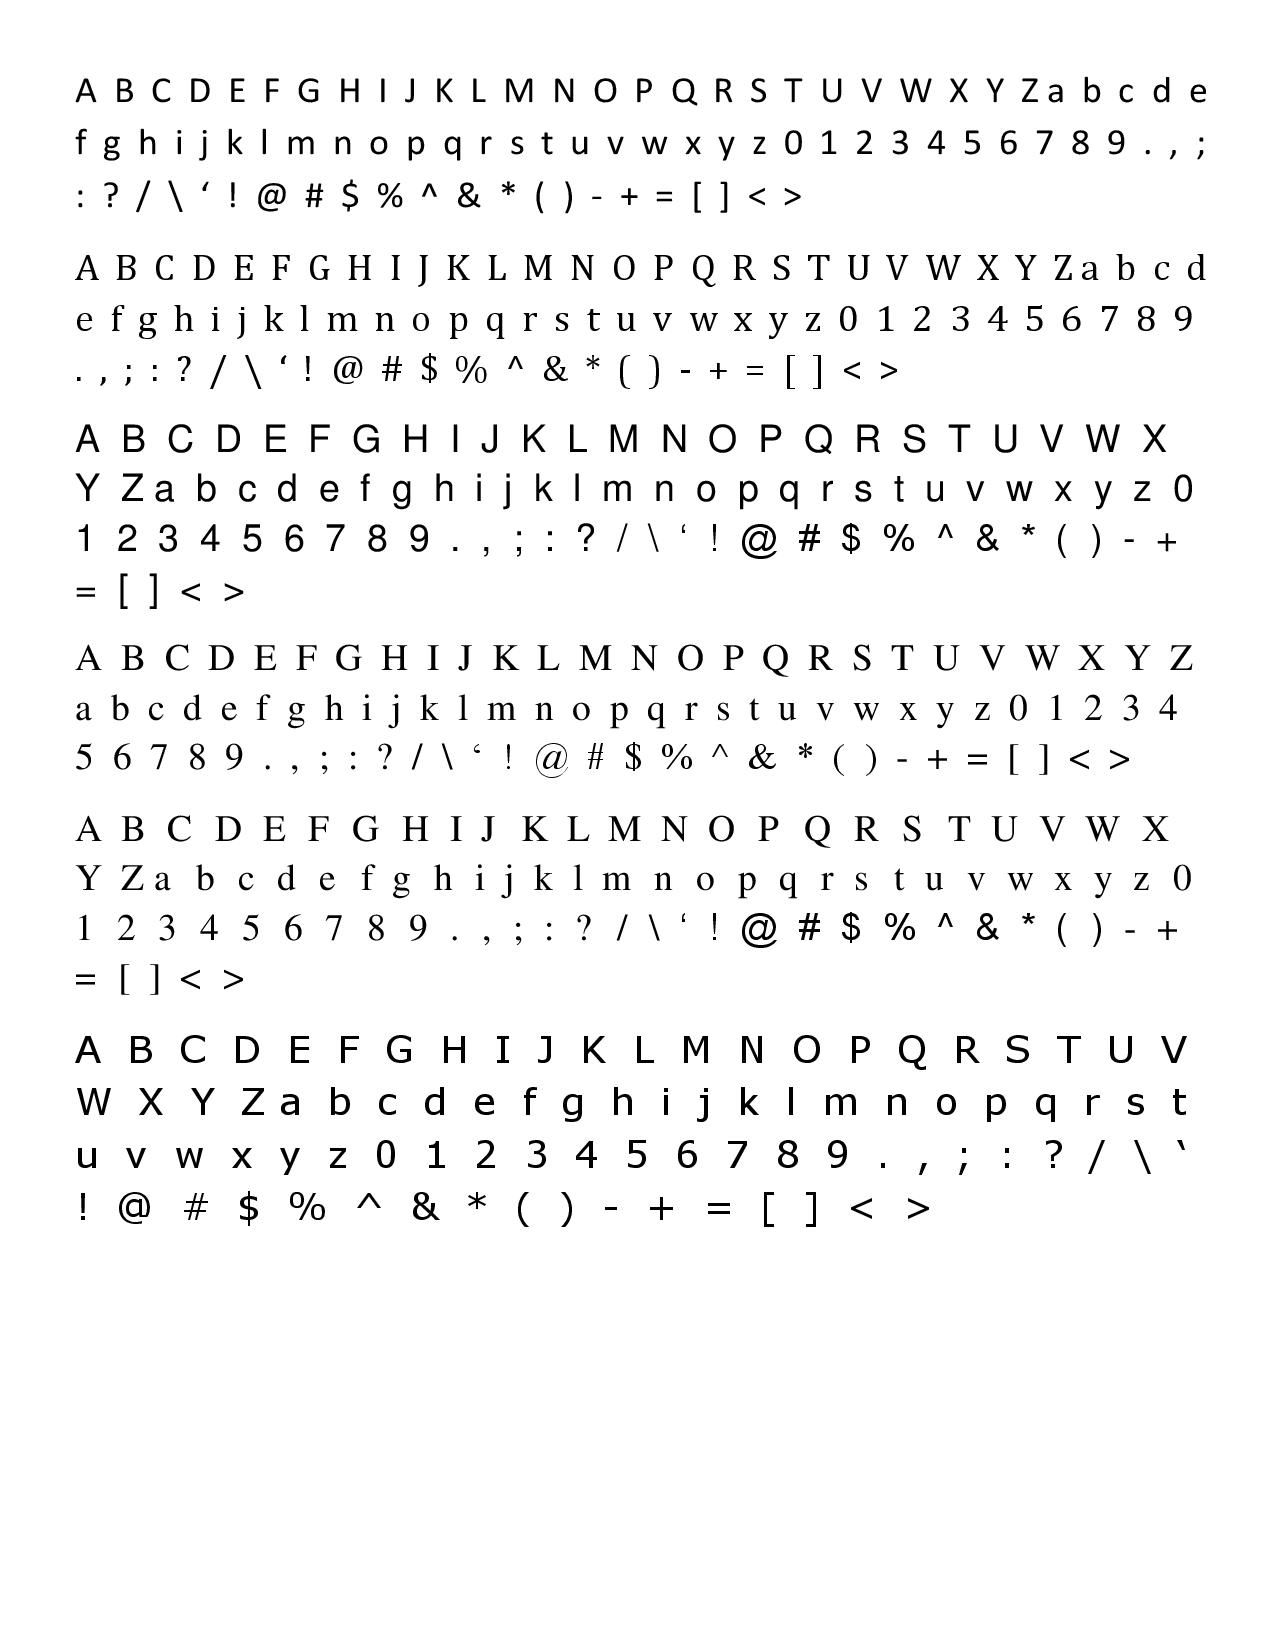 A B C D E F G H I J K L M N O P Q R S T U V W X Y Z a b c d e
f g h i j k l m n o p q r s t u v w x y z 0 1 2 3 4 5 6 7 8 9 . , ;
: ? / \ ‘ ! @ # $ % ^ & * ( ) - + = [ ] < >
A B C D E F G H I J K L M N O P Q R S T U V W X Y Z a b c d
e f g h i j k l m n o p q r s t u v w x y z 0 1 2 3 4 5 6 7 8 9
. , ; : ? / \ ‘ ! @ # $ % ^ & * ( ) - + = [ ] < >
A B C D E F G H I J K L M N O P Q R S T U V W X
Y Z a b c d e f g h i j k l m n o p q r s t u v w x y z 0
1 2 3 4 5 6 7 8 9 . , ; : ? / \ ‘ ! @ # $ % ^ & * ( ) - +
= [ ] < >
A B C D E F G H I J K L M N O P Q R S T U V W X Y Z
a b c d e f g h i j k l m n o p q r s t u v w x y z 0 1 2 3 4
5 6 7 8 9 . , ; : ? / \ ‘ ! @ # $ % ^ & * ( ) - + = [ ] < >
A B C D E F G H I J K L M N O P Q R S T U V W X
Y Z a b c d e f g h i j k l m n o p q r s t u v w x y z 0
1 2 3 4 5 6 7 8 9 . , ; : ? / \ ‘ ! @ # $ % ^ & * ( ) - +
= [ ] < >
A B C D E F G H I J K L M N O P Q R S T U V
W X Y Z a b c d e f g h i j k l m n o p q r s t
u v w x y z 0 1 2 3 4 5 6 7 8 9 . , ; : ? / \ ‘
! @ # $ % ^ & * ( ) - + = [ ] < >